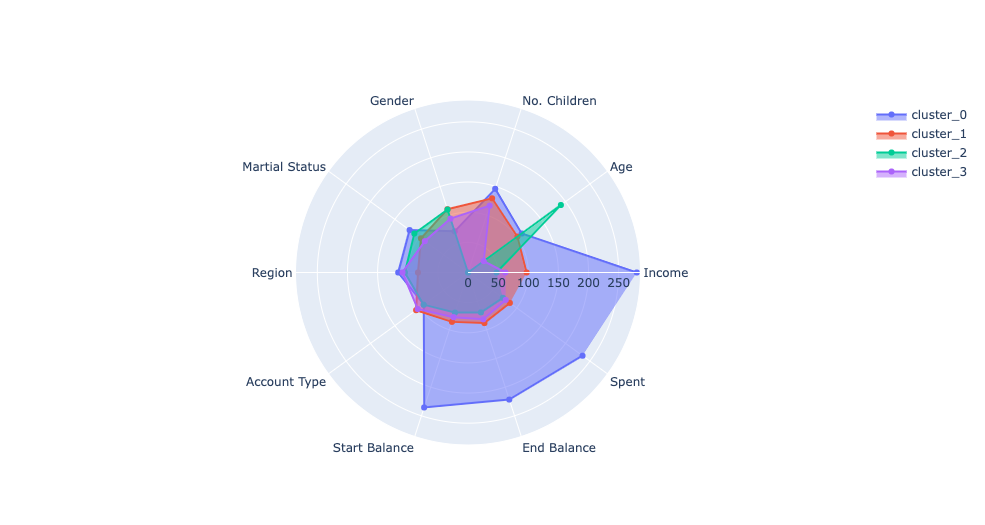 Gender
No. Children
cluster_0
cluster_1
cluster_2
cluster_3
Martial Status
Age
Region
Income
0 50 100 150 200 250
Account Type
Spent
Start Balance
End Balance